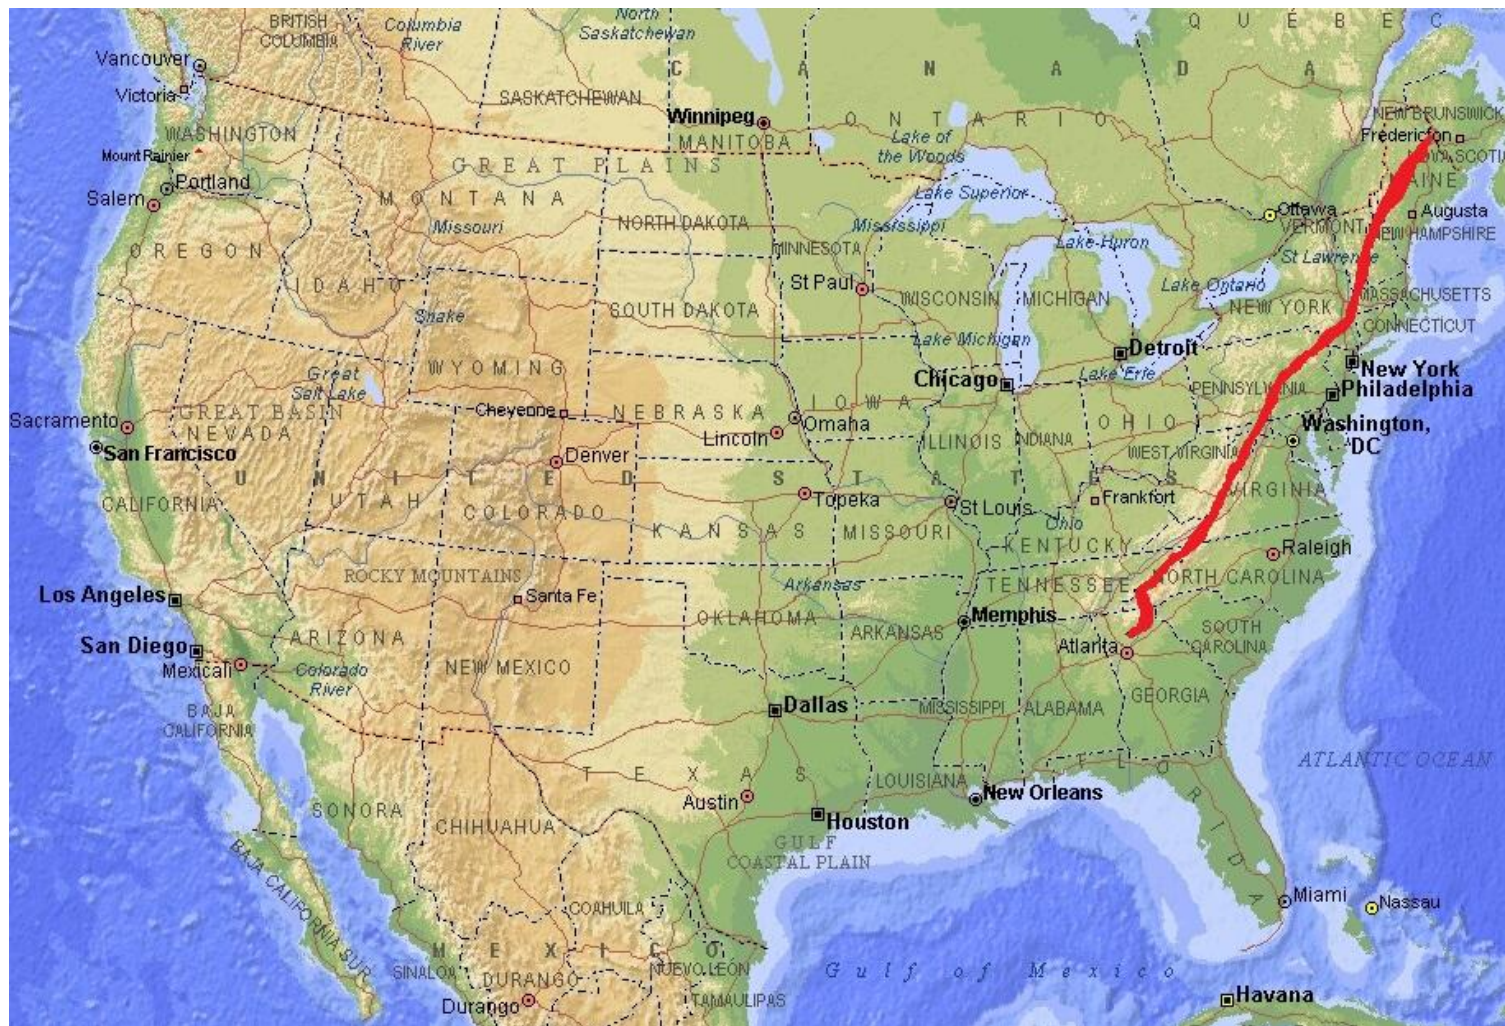 QUÉBEC
BRITISH
COLUMBIA
Columbia
River
North
Saskatchewan
Vancouver
CANADA
Victoria
SASKATCHEWAN
Winnipeg
MANITOBA
ONTARIO
NEW BRUNSWICK
Fredericton
WASHINGTON
Mount Rainier
GREAT PLAINS
Lake of
the Woods
Portland
Salem
MONTANA
Lake Superior
MAINE
Augusta
Ottawa
VERMONT
NEW HAMPSHIRE
Missouri
NORTH DAKOTA
Mississippi
MINNESOTA
Lake Huron
St Lawrence
OREGON
IDAHO
St Paul
WISCONSIN
MICHIGAN
Lake Ontario
NEW YORK
MASSACHUSETTS
SOUTH DAKOTA
Snake
CONNECTICUT
Lake Michigan
Detroit
WYOMING
Great
Salt Lake
Chicago
Lake Erie
New York
PENNSYLVANIA
Philadelphia
Sacramento
GREAT BASIN
NEVADA
Cheyenne
NEBRASKA
IOWA
Omaha
Lincoln
OHIO
Washington,
DC
ILLINOIS
INDIANA
WEST VIRGINIA
San Francisco
Denver
UNITED STATES
CALIFORNIA
UTAH
COLORADO
Topeka
St Louis
Frankfort
VIRGINIA
KANSAS
MISSOURI
Ohio
KENTUCKY
Raleigh
ROCKY MOUNTAINS
Arkansas
TENNESSEE
NORTH CAROLINA
Los Angeles
Santa Fe
OKLAHOMA
Memphis
ARKANSAS
SOUTH
CAROLINA
San Diego
ARIZONA
Atlanta
Mexicali
Colorado
River
NEW MEXICO
GEORGIA
BAJA
CALIFORNIA
Dallas
MISSISSIPPI
ALABAMA
ATLANTIC OCEAN
TEXAS
LOUISIANA
FLORIDA
Austin
New Orleans
SONORA
CHIHUAHUA
Houston
GULF
COASTAL PLAIN
BAJA CALIFORNIA SUR
COAHUILA
Miami
Nassau
MEXICO
SINALOA
DURANGO
NUEVO LEÓN
Gulf of Mexico
Durango
TAMAULIPAS
Havana